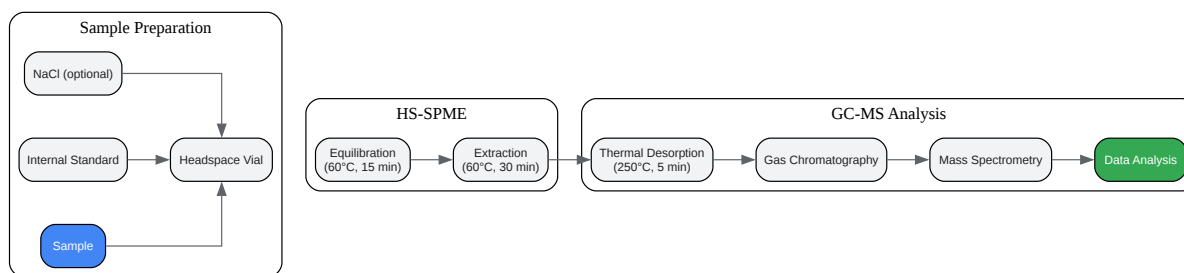 Sample Preparation
NaCl (optional)
Internal Standard
Headspace Vial
Sample
HS-SPME
Equilibration
(60°C, 15 min)
Extraction
(60°C, 30 min)
GC-MS Analysis
Thermal Desorption
(250°C, 5 min)
Gas Chromatography
Mass Spectrometry
Data Analysis